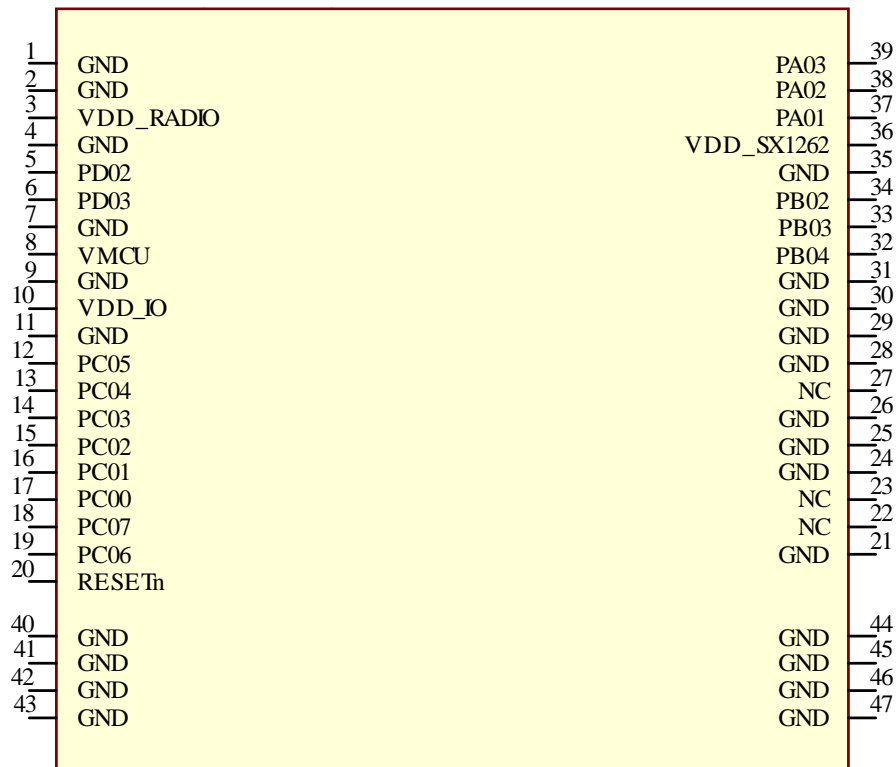 1 GND PA03 39
2 GND PA02 38
3 VDD_RADIO PA01 37
4 GND VDD_SX1262 36
5 PD02 GND 35
6 PD03 PB02 34
7 GND PB03 33
8 VMCU PB04 32
9 GND GND 31
10 VDD_IO GND 30
11 GND GND 29
12 PC05 GND 28
13 PC04 NC 27
14 PC03 GND 26
15 PC02 GND 25
16 PC01 GND 24
17 PC00 NC 23
18 PC07 NC 22
19 PC06 GND 21
20 RESETn
40 GND GND 44
41 GND GND 45
42 GND GND 46
43 GND GND 47